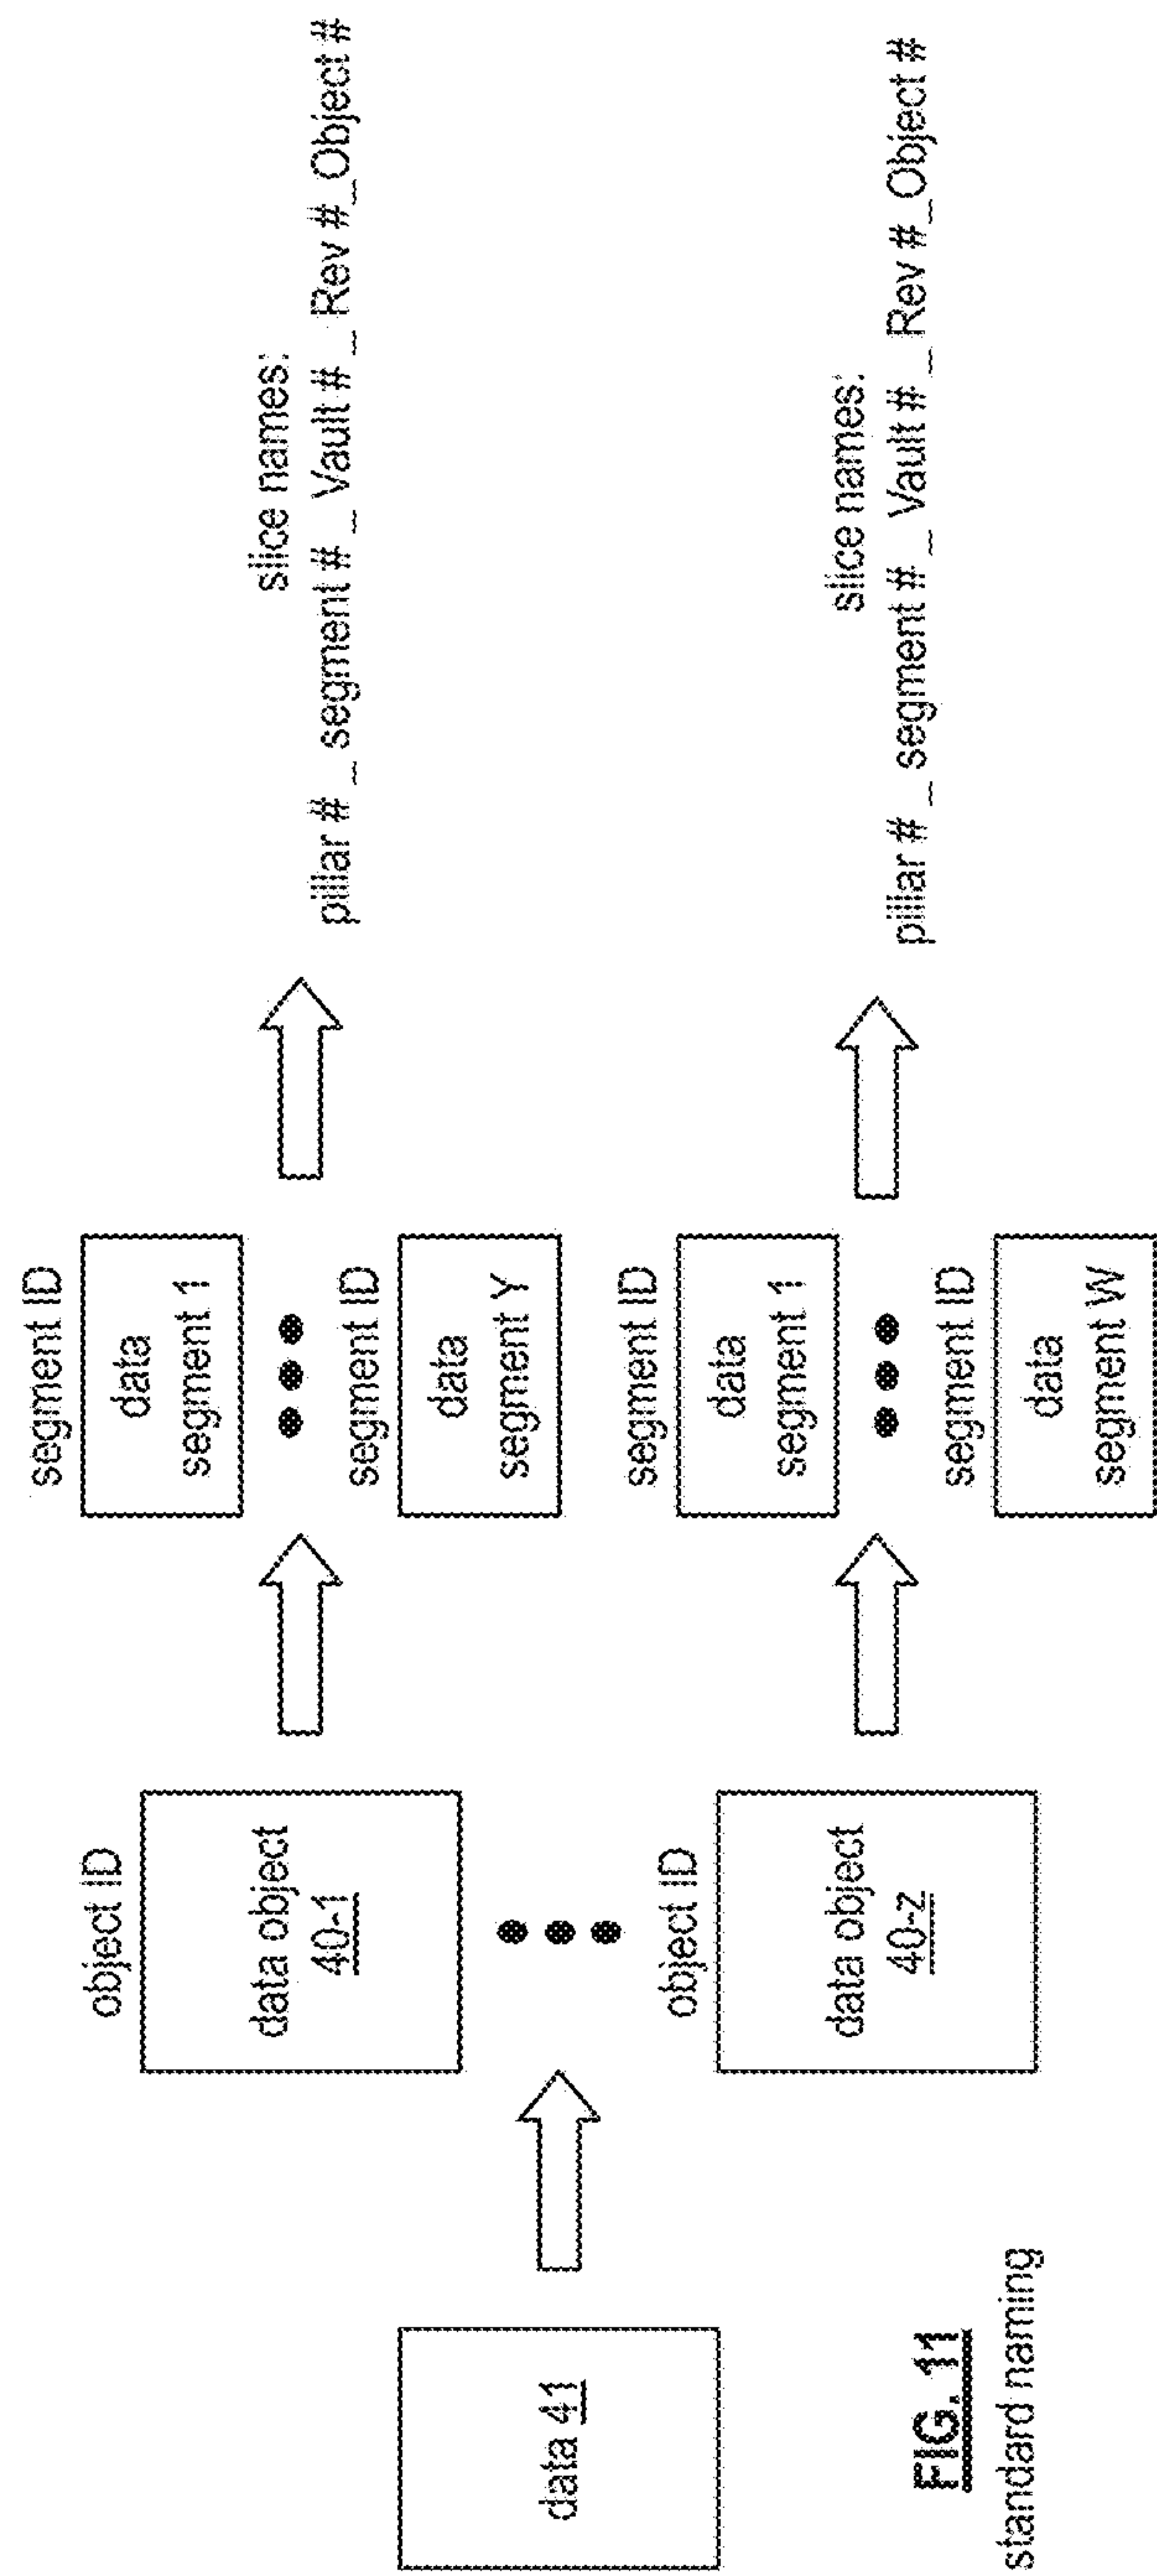 data 41
object ID
data object
40-1
object ID
data object
40-z
segment ID
data
segment 1
segment ID
data
segment Y
segment ID
data
segment 1
segment ID
data
segment W
slice names:
pillar # _ segment # _ Vault # _ Rev # _ Object #
slice names:
pillar # _ segment # _ Vault # _ Rev # _ Object #
FIG. 11
standard naming